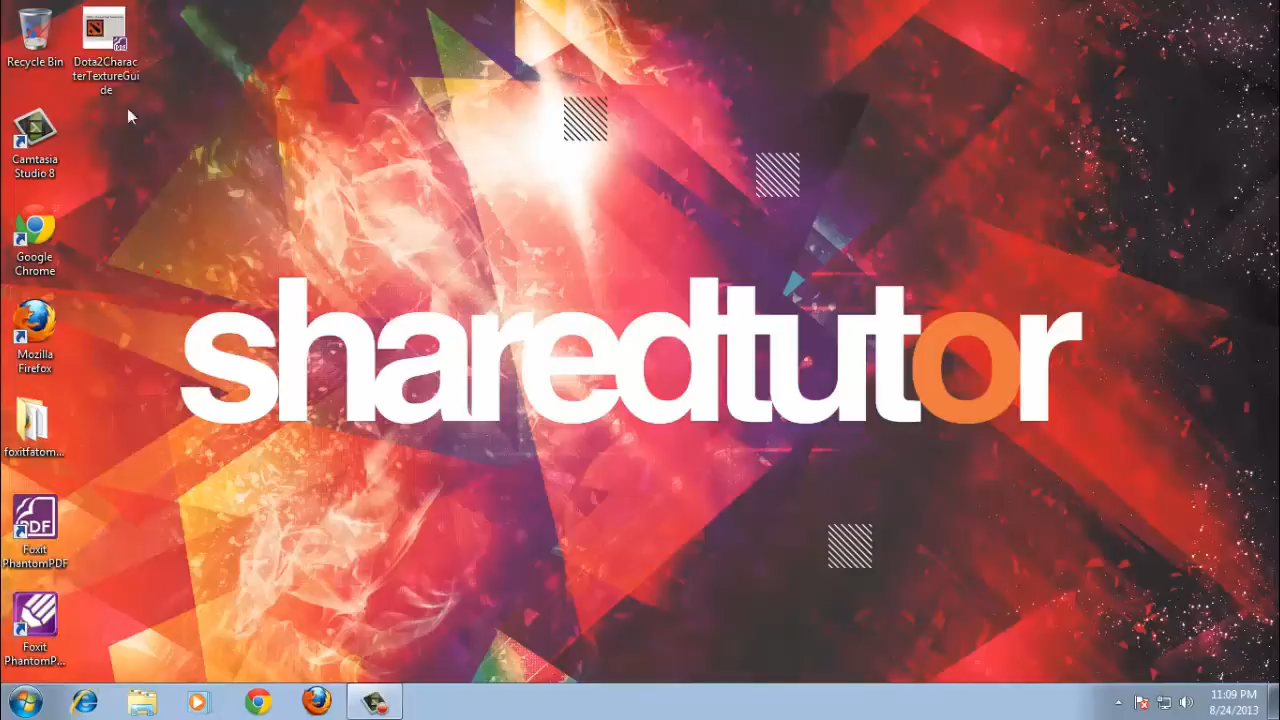 Recycle Bin
Dota2Charac
terTextureGui
de
Camtasia
Studio 8
Google
Chrome
Mozilla
Firefox
foxitfatom...
PDF
Foxit
PhantomPDF
Foxit
PhantomP...
sharedtutor
11:09 PM
8/24/2013